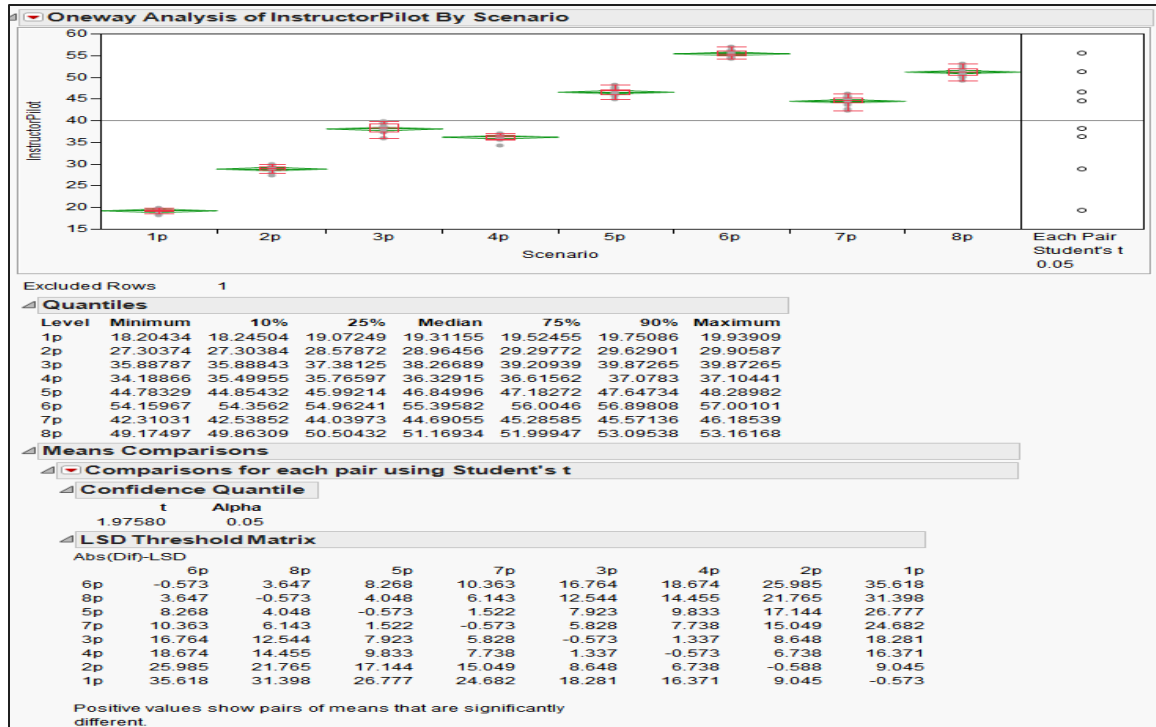 Oneway Analysis of InstructorPilot By Scenario
60
55
50
45
40
35
30
25
20
15
InstructorPilot
1p 2p 3p 4p 5p 6p 7p 8p
Scenario
Each Pair
Student's t
0.05
Excluded Rows 1
Quantiles
Level Minimum 10% 25% Median 75% 90% Maximum
1p 18.20434 18.24504 19.07249 19.31155 19.52455 19.75086 19.93909
2p 27.30374 27.30384 28.57872 28.96456 29.29772 29.62901 29.90587
3p 35.88787 35.88843 37.38125 38.26689 39.20939 39.87265 39.87265
4p 34.18866 35.49955 35.76597 36.32915 36.61562 37.0783 37.10441
5p 44.78329 44.85432 45.99214 46.84996 47.18272 47.64734 48.28982
6p 54.15967 54.3562 54.96241 55.39582 56.0046 56.89808 57.00101
7p 42.31031 42.53852 44.03973 44.69055 45.28585 45.57136 46.18539
8p 49.17497 49.86309 50.50432 51.16934 51.99947 53.09538 53.16168
Means Comparisons
Comparisons for each pair using Student's t
Confidence Quantile
t Alpha
1.97580 0.05
LSD Threshold Matrix
Abs(Dif)-LSD
6p 8p 5p 7p 3p 4p 2p 1p
6p -0.573 3.647 8.268 10.363 16.764 18.674 25.985 35.618
8p 3.647 -0.573 4.048 6.143 12.544 14.455 21.765 31.398
5p 8.268 4.048 -0.573 1.522 7.923 9.833 17.144 26.777
7p 10.363 6.143 1.522 -0.573 5.828 7.738 15.049 24.682
3p 16.764 12.544 7.923 5.828 -0.573 1.337 8.648 18.281
4p 18.674 14.455 9.833 7.738 1.337 -0.573 6.738 16.371
2p 25.985 21.765 17.144 15.049 8.648 6.738 -0.588 9.045
1p 35.618 31.398 26.777 24.682 18.281 16.371 9.045 -0.573
Positive values show pairs of means that are significantly
different.